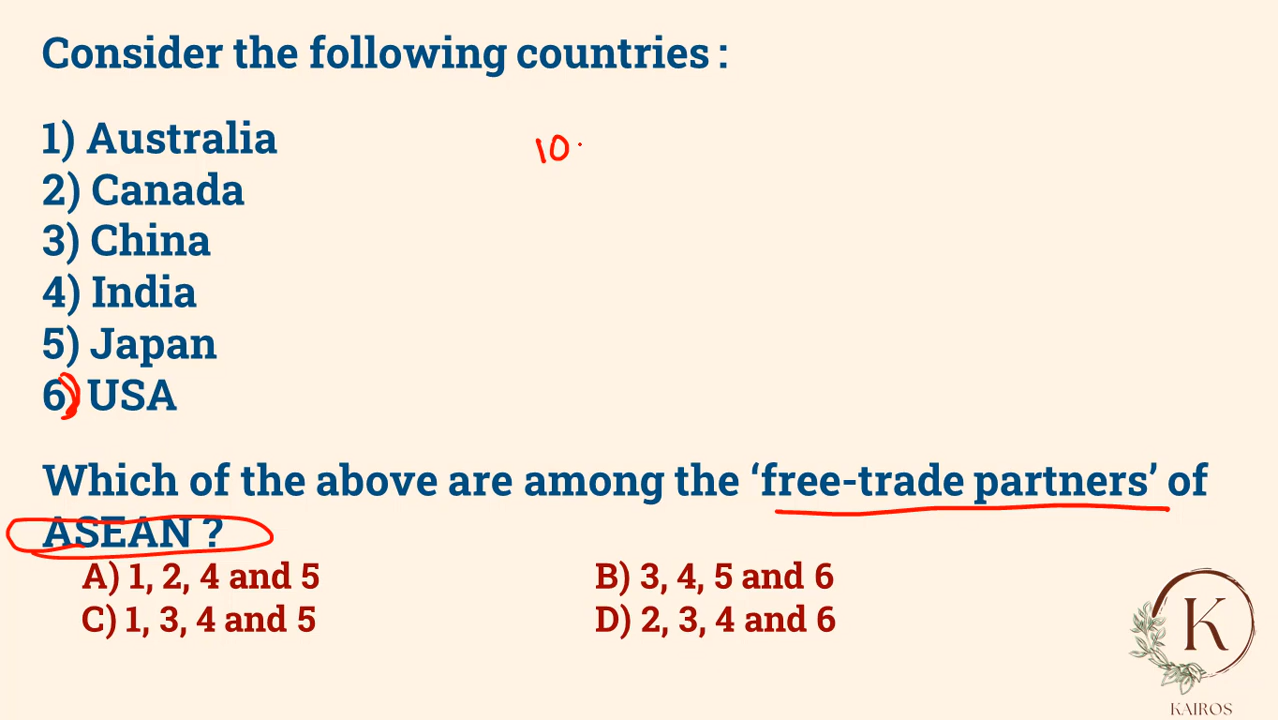 Consider the following countries :
1) Australia
10.
2) Canada
3) China
4) India
5) Japan
6) USA
Which of the above are among the ‘free-trade partners’ of
ASEAN ?
A) 1, 2, 4 and 5
B) 3, 4, 5 and 6
C) 1, 3, 4 and 5
D) 2, 3, 4 and 6
K
KAIROS